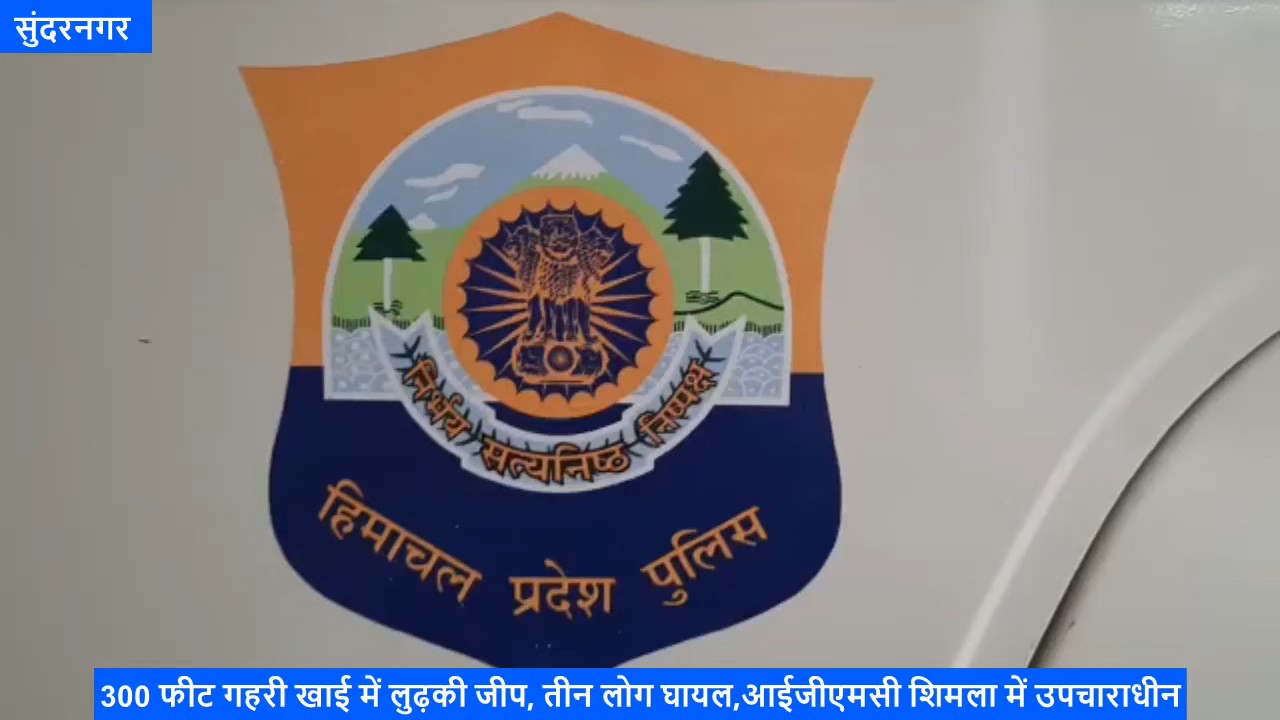 सुंदरनगर
निर्भय सत्यनिष्ठ निष्पक्ष
हिमाचल प्रदेश पुलिस
300 फीट गहरी खाई में लुढ़की जीप, तीन लोग घायल,आईजीएमसी शिमला में उपचाराधीन